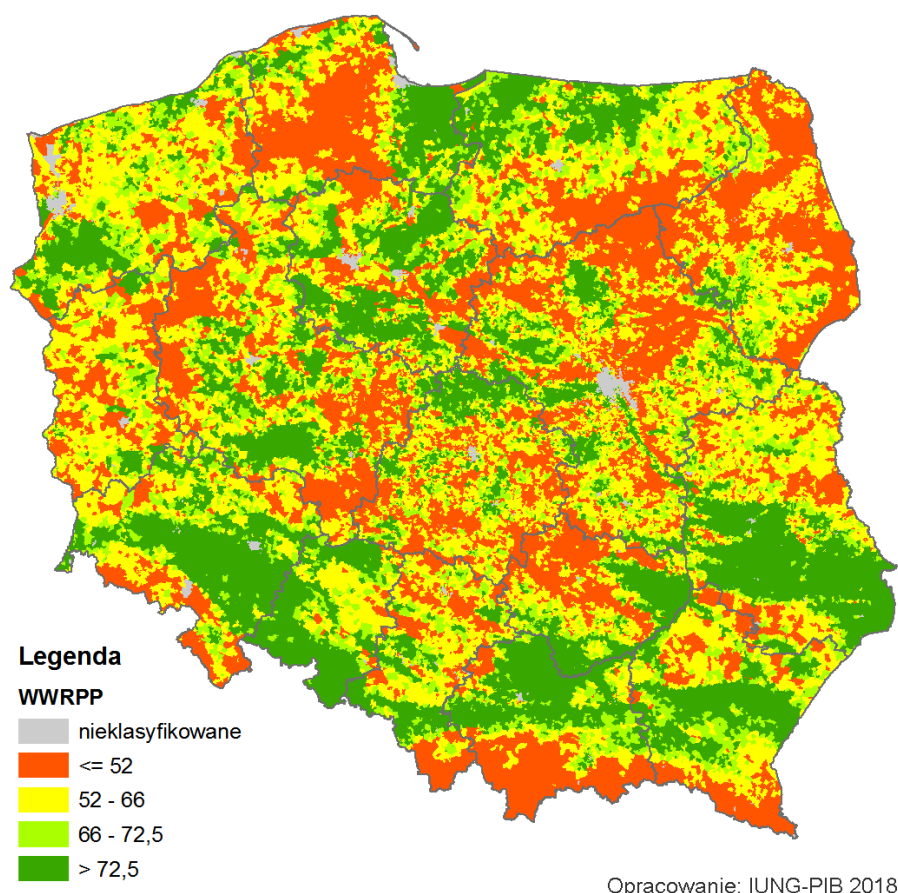 Legenda
WWRPP
nieklasyfikowane
<= 52
52 - 66
66 - 72,5
> 72,5
Opracowanie: IUNG-PIB 2018